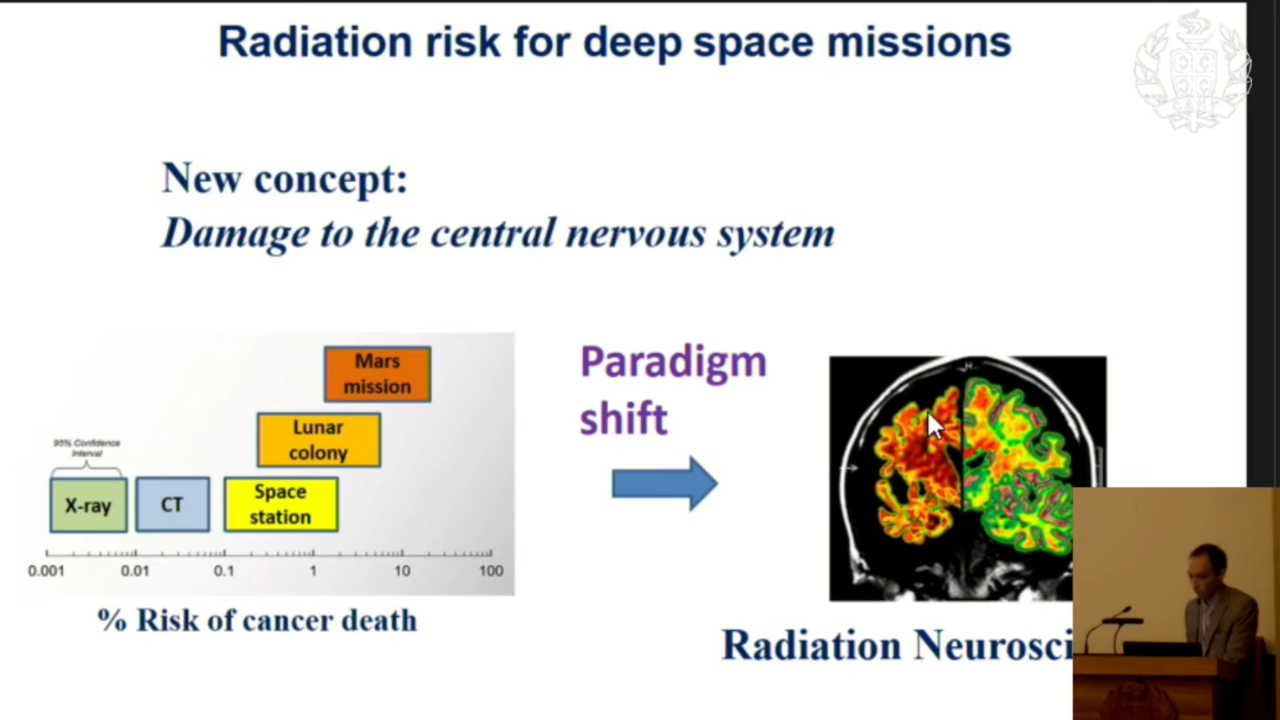 Radiation risk for deep space missions
New concept:
Damage to the central nervous system
Mars
mission
Lunar
colony
95% Confidence
Interval
X-ray
CT
Space
station
0.001
0.01
0.1
1
10
100
% Risk of cancer death
Paradigm
shift
H
Radiation Neurosci